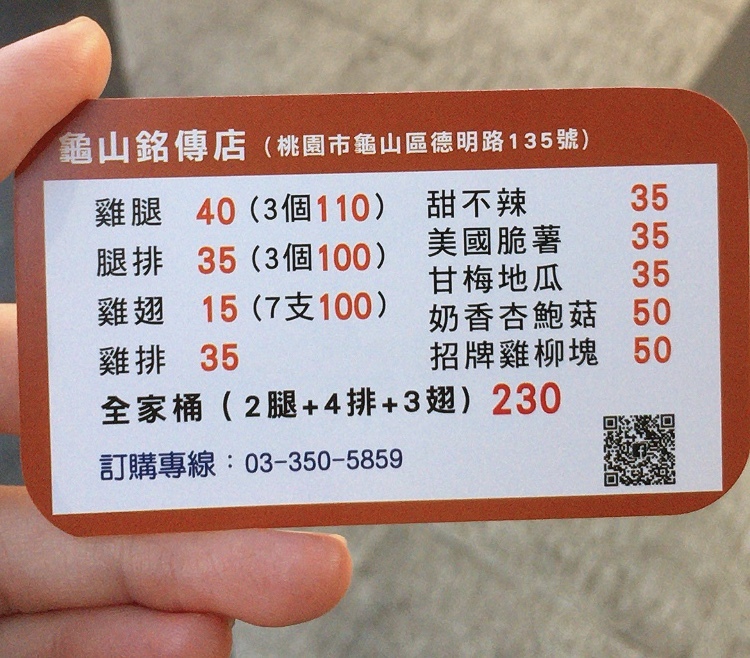 龜山銘傳店（桃園市龜山區德明路135號）
雞腿 40（3個110）
腿排 35（3個100）
雞翅 15（7支100）
雞排 35
甜不辣 35
美國脆薯 35
甘梅地瓜 35
奶香杏鮑菇 50
招牌雞柳塊 50
全家桶（2腿+4排+3翅）230
訂購專線：03-350-5859